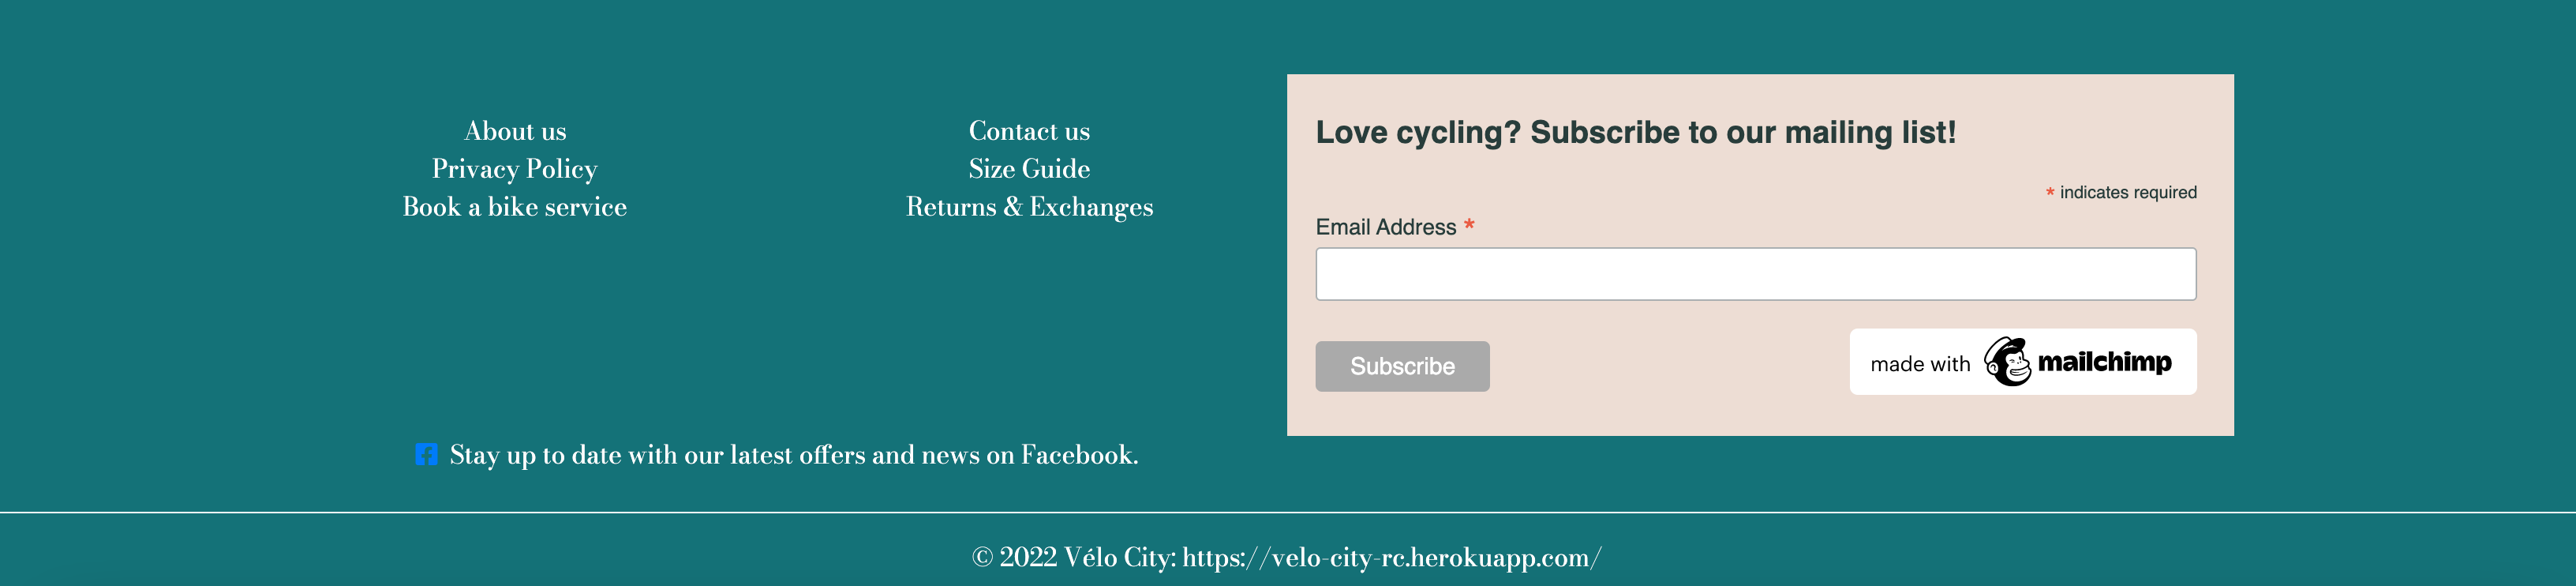 About us
Privacy Policy
Book a bike service
Contact us
Size Guide
Returns & Exchanges
Love cycling? Subscribe to our mailing list!
* indicates required
Email Address *
Subscribe
made with mailchimp
Stay up to date with our latest offers and news on Facebook.
© 2022 Vélo City: https://velo-city-rc.herokuapp.com/